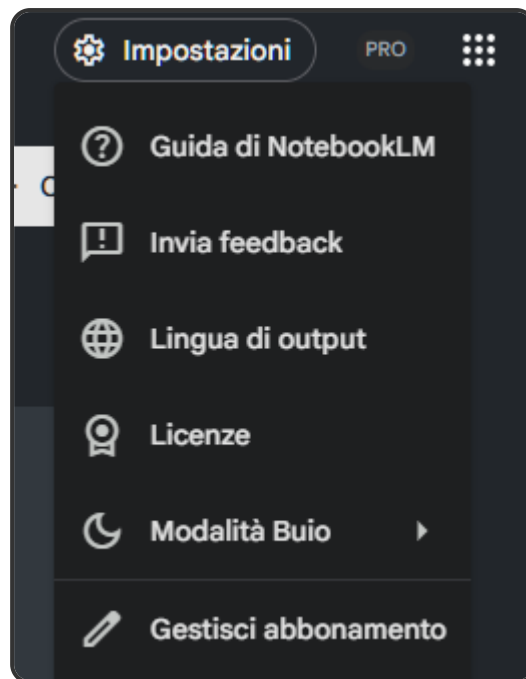 Impostazioni PRO
Guida di NotebookLM
Invia feedback
Lingua di output
Licenze
Modalità Buio
Gestisci abbonamento